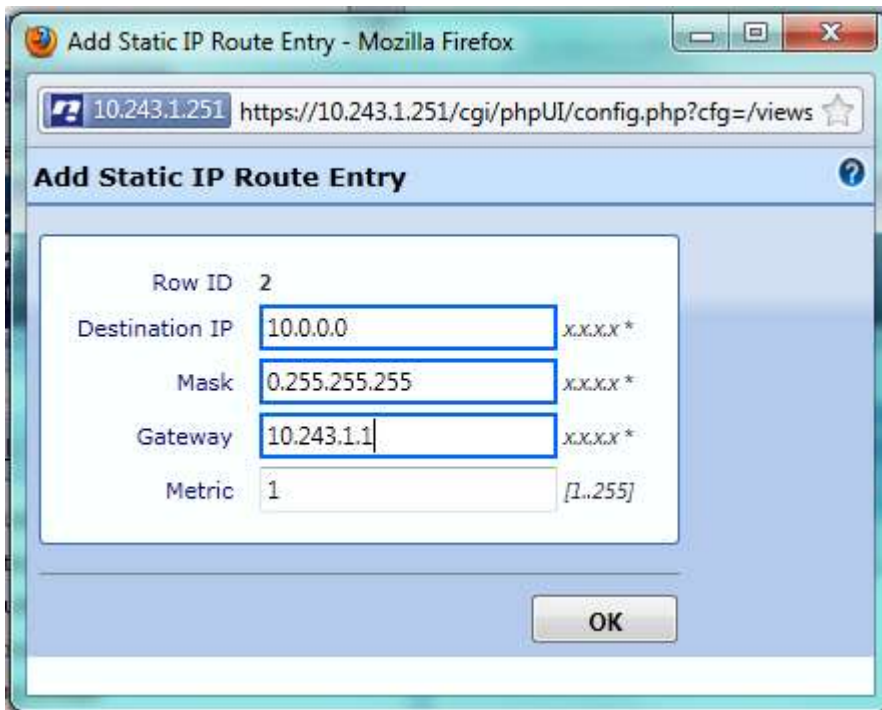 Add Static IP Route Entry - Mozilla Firefox
10.243.1.251 https://10.243.1.251/cgi/phpUI/config.php?cfg=/views
Add Static IP Route Entry ?
Row ID 2
Destination IP 10.0.0.0 x.x.x.x *
Mask 0.255.255.255 x.x.x.x *
Gateway 10.243.1.1 x.x.x.x *
Metric 1 [1..255]
OK